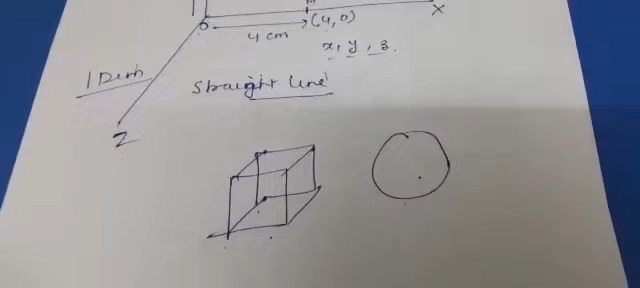 O (4,0) X
4 cm
x, y, z.
1 Dim
Straight line
Z